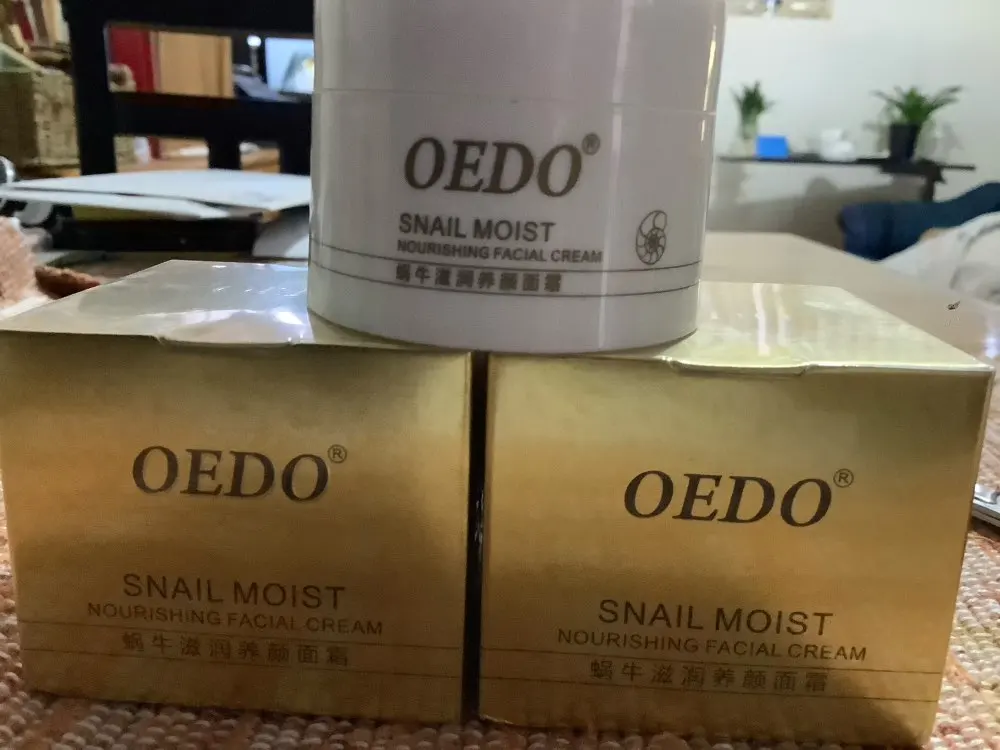 OEDO®
SNAIL MOIST
NOURISHING FACIAL CREAM
蜗牛滋润养颜面霜
OEDO®
SNAIL MOIST
NOURISHING FACIAL CREAM
蜗牛滋润养颜面霜
OEDO®
SNAIL MOIST
NOURISHING FACIAL CREAM
蜗牛滋润养颜面霜